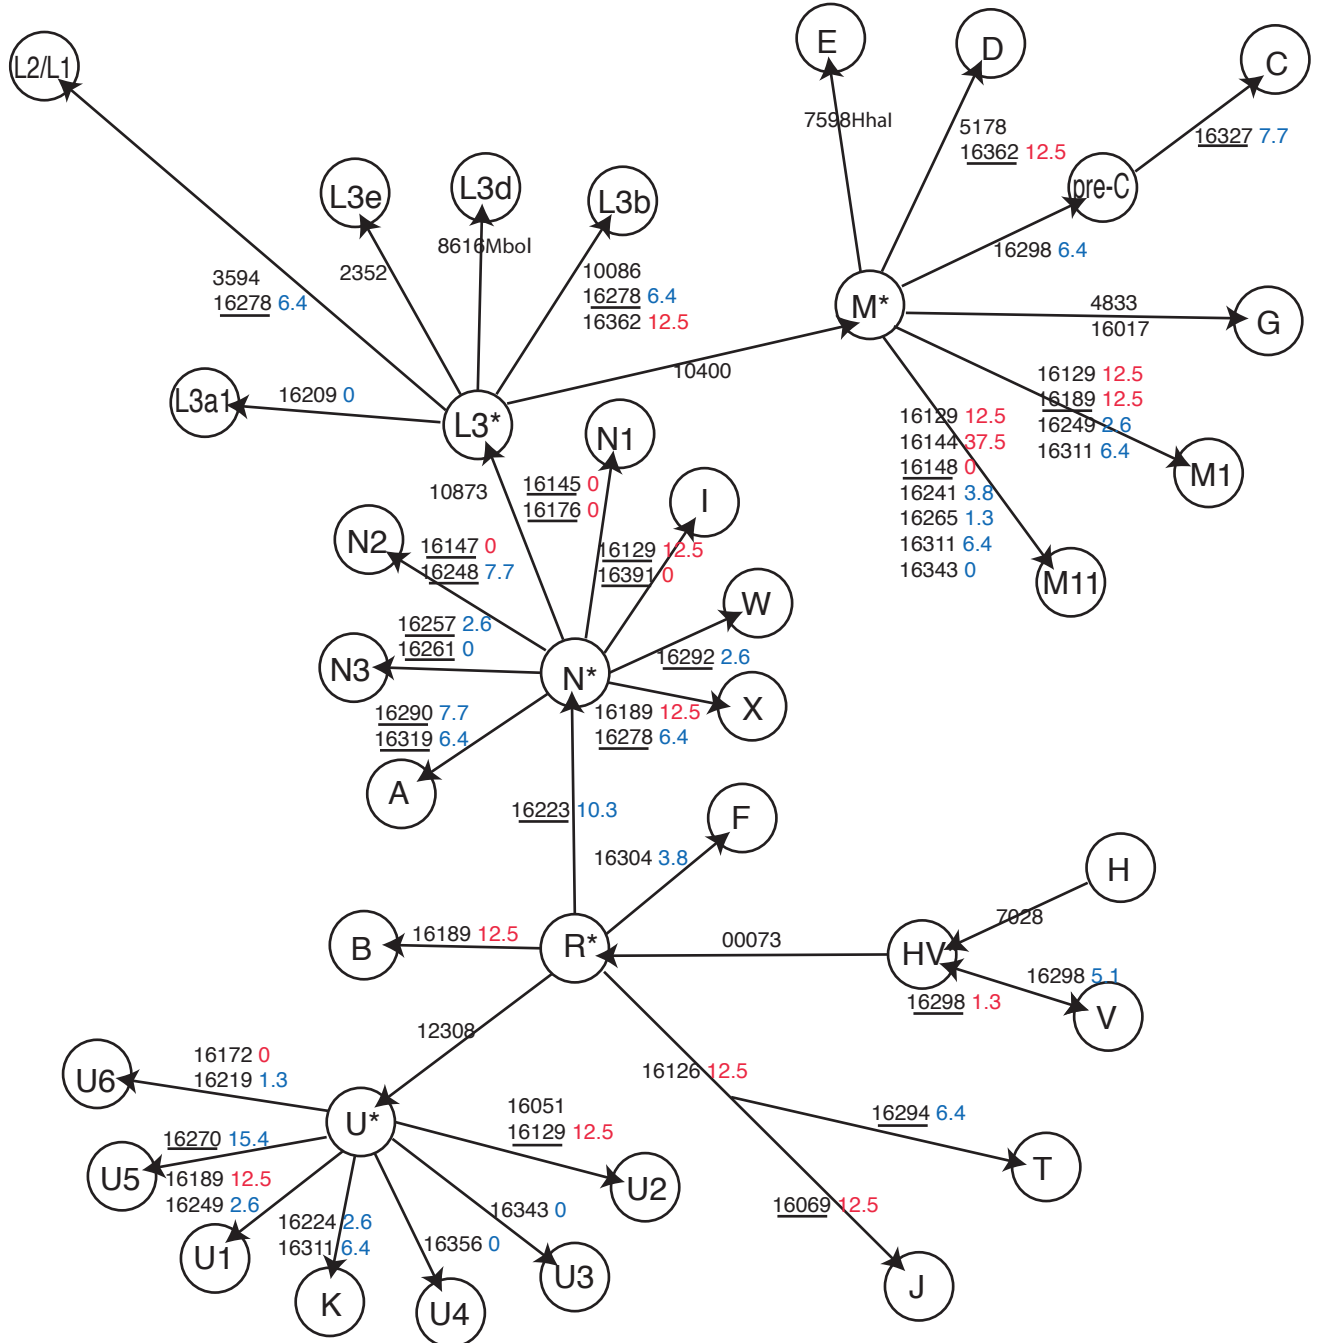 E
D
L2/L1
C
7598HhaI
5178
16362 12.5
16327 7.7
L3e
L3d
L3b
pre-C
8616MboI
2352
16298 6.4
3594
16278 6.4
10086
16278 6.4
16362 12.5
M*
4833
16017
G
10400
L3a1
16209 0
L3*
16129 12.5
16189 12.5
16249 2.6
16311 6.4
M1
16129 12.5
16144 37.5
16148 0
16241 3.8
16265 1.3
16311 6.4
16343 0
M11
N1
10873
16145 0
16176 0
I
N2
16147 0
16248 7.7
16129 12.5
16391 0
W
16257 2.6
16261 0
N3
N*
16292 2.6
16290 7.7
16319 6.4
16189 12.5
16278 6.4
X
A
16223 10.3
F
16304 3.8
H
7028
B
16189 12.5
R*
00073
HV
16298 5.1
16298 1.3
V
12308
16172 0
16219 1.3
U6
16126 12.5
U*
16051
16129 12.5
16294 6.4
T
16270 15.4
U5
16189 12.5
16249 2.6
U2
U1
16224 2.6
16311 6.4
16343 0
16069 12.5
16356 0
U3
J
K
U4